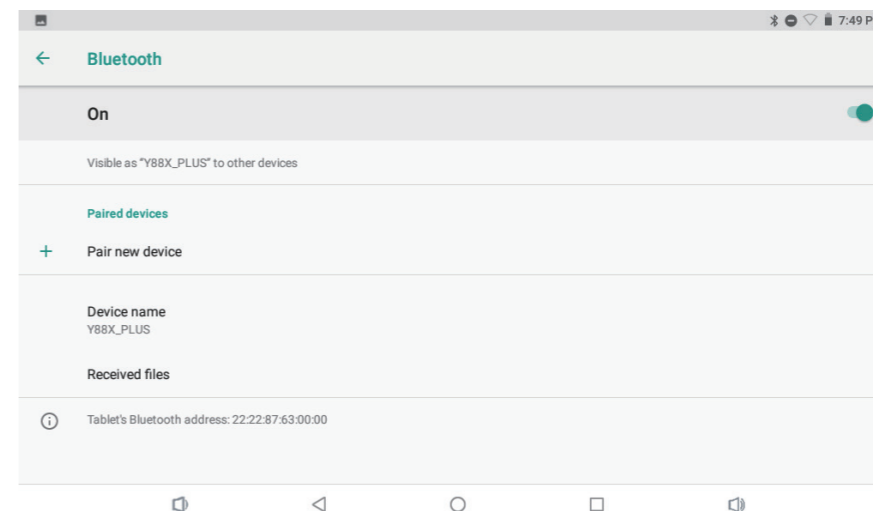 7:49 P
Bluetooth
On
Visible as "Y88X_PLUS" to other devices
Paired devices
Pair new device
Device name
Y88X_PLUS
Received files
Tablet's Bluetooth address: 22:22:87:63:00:00